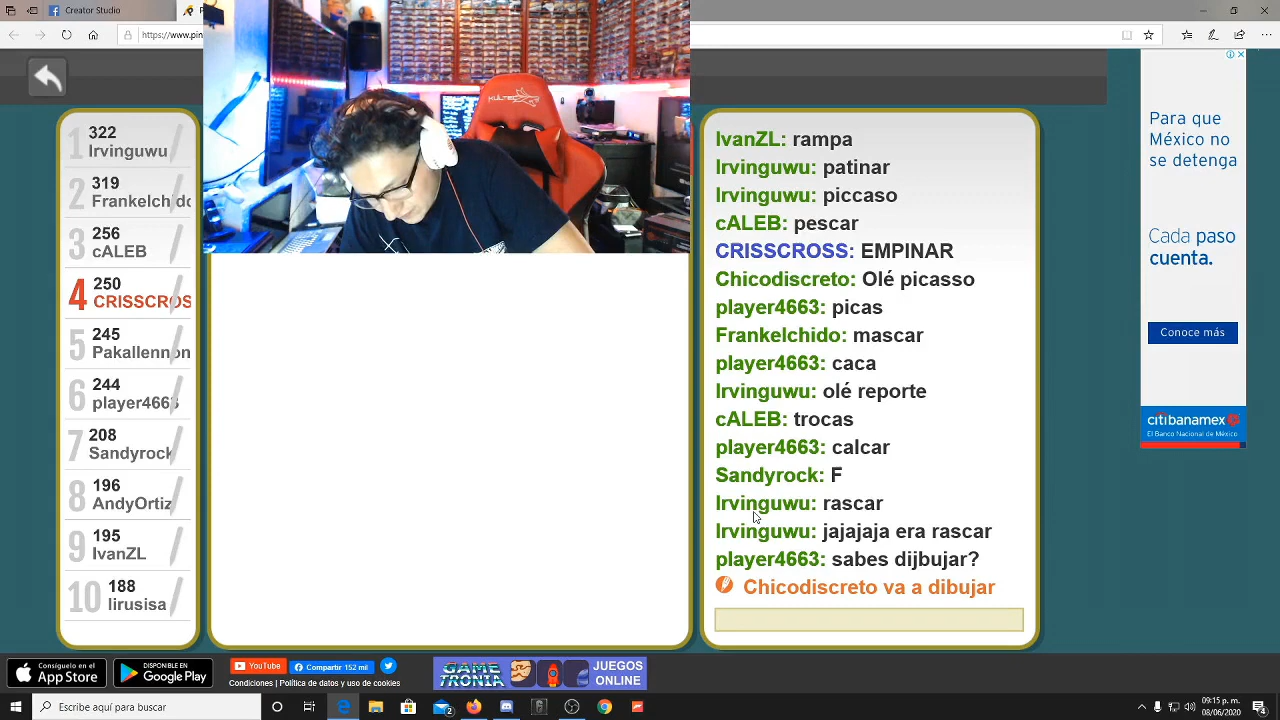 Creator Studio
https://www.pin
322
1 Irvinguwu
319
2 Frankelchido
256
3 cALEB
250
4 CRISSCROS
245
5 Pakallennon
244
6 player4663
208
7 Sandyrock
196
8 AndyOrtiz
195
9 IvanZL
188
10 lirusisa
IvanZL: rampa
Irvinguwu: patinar
Irvinguwu: piccaso
cALEB: pescar
CRISSCROSS: EMPINAR
Chicodiscreto: Olé picasso
player4663: picas
Frankelchido: mascar
player4663: caca
Irvinguwu: olé reporte
cALEB: trocas
player4663: calcar
Sandyrock: F
Irvinguwu: rascar
Irvinguwu: jajajaja era rascar
player4663: sabes dijbujar?
Chicodiscreto va a dibujar
Para que
México no
se detenga
Cada paso
cuenta.
Conoce más
citibanamex
El Banco Nacional de México
Consíguelo en el
App Store
DISPONIBLE EN
Google Play
YouTube
Compartir 152 mil
Condiciones | Política de datos y uso de cookies
GAME
TRONIA
JUEGOS
ONLINE
Escribe aquí para buscar
2
09:15 p. m.
08/06/2020